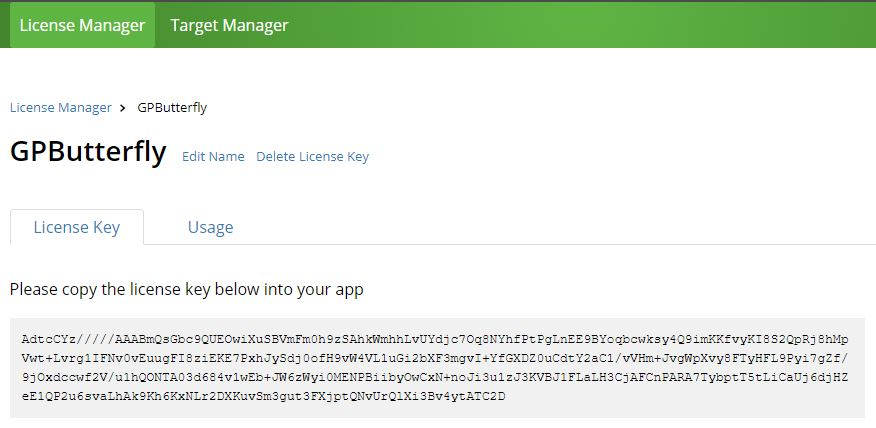 License Manager Target Manager
License Manager > GPButterfly
GPButterfly Edit Name Delete License Key
License Key Usage
Please copy the license key below into your app
AdtcCYz/////AAABmQsGbc9QUEOwiXuSBVmFm0h9zSAhkWmhhLvUYdjc7Oq8NYhfPtPgLnEE9BYoqbcwksy4Q9imKKfvyKI8S2QpRj8hMp
Vwt+Lvrg1IFNv0vEuugFI8ziEKE7PxhJySdj0cfH9vW4VL1uGi2bXF3mgvI+YfGXDZ0uCdtY2aC1/vVHm+JvgWpXvy8FTyHFL9Pyi7gZf/
9jOxdccwf2V/u1hQONTA03d684v1wEb+JW6zWyi0MENPBiibyOwCxN+noJi3u1zJ3KVBJ1FLaLH3CjAFCnPARA7TybptT5tLiCaUj6djHZ
eE1QP2u6svaLhAk9Kh6KxNLr2DXKuvSm3gut3FXjptQNvUrQlXi3Bv4ytATC2D